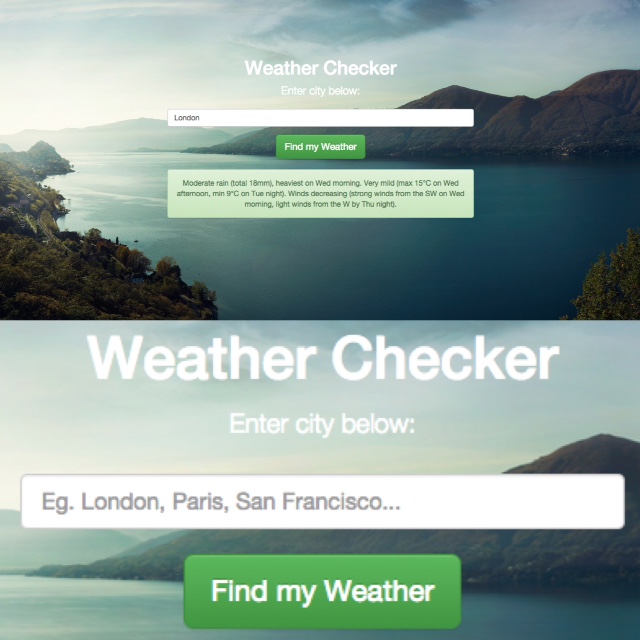 Weather Checker
Enter city below:
London
Find my Weather
Moderate rain (total 18mm), heaviest on Wed morning. Very mild (max 15°C on Wed
afternoon, min 9°C on Tue night). Winds decreasing (strong winds from the SW on Wed
morning, light winds from the W by Thu night).
Weather Checker
Enter city below:
Eg. London, Paris, San Francisco...
Find my Weather